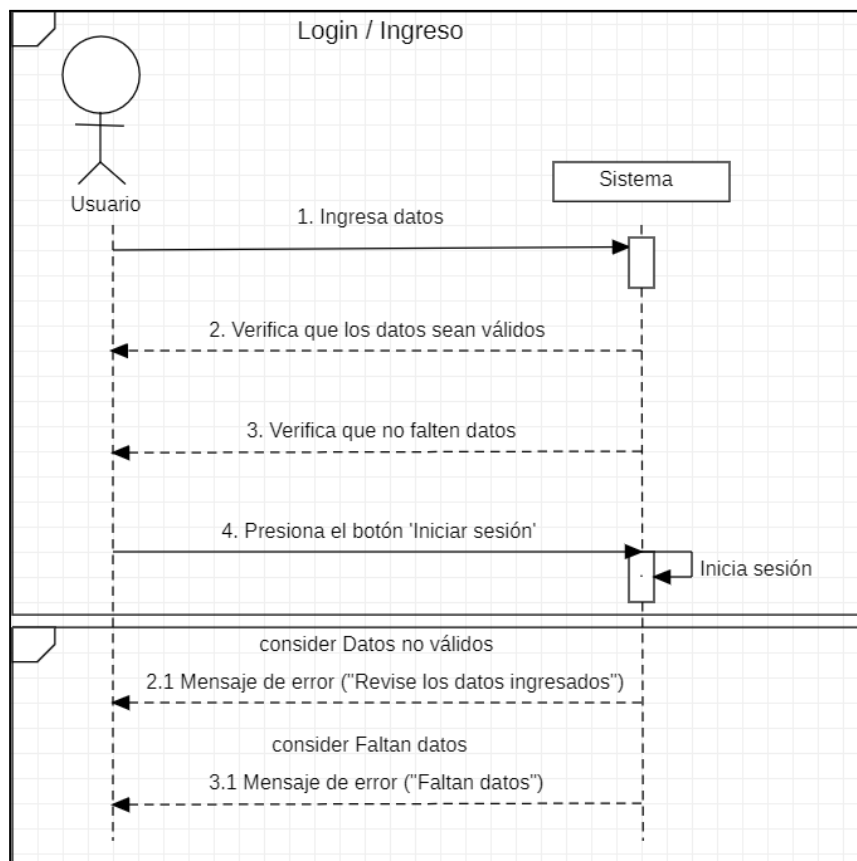 Login / Ingreso
Usuario
Sistema
1. Ingresa datos
2. Verifica que los datos sean válidos
3. Verifica que no falten datos
4. Presiona el botón 'Iniciar sesión'
Inicia sesión
consider Datos no válidos
2.1 Mensaje de error ("Revise los datos ingresados")
consider Faltan datos
3.1 Mensaje de error ("Faltan datos")